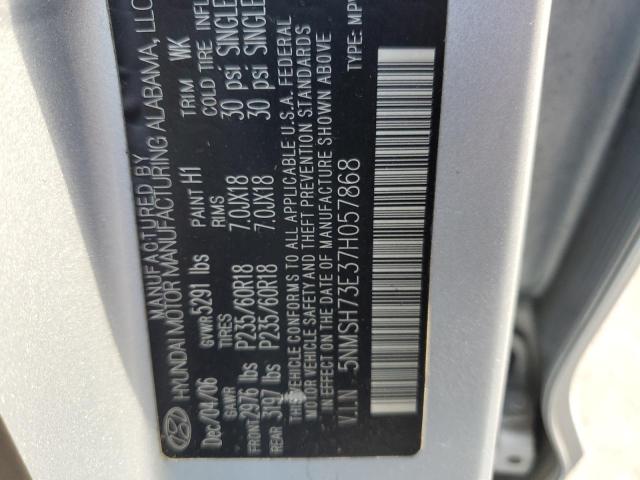 MANUFACTURED BY
HYUNDAI MOTOR MANUFACTURING ALABAMA, LLC
Dec/04/06 GVWR 5291 lbs PAINT H1 TRIM WK
GAWR TIRES RIMS COLD TIRE INFL
FRONT 2976 lbs P235/60R18 7.0JX18 30 psi SINGLE
REAR 3197 lbs P235/60R18 7.0JX18 30 psi SINGLE
THIS VEHICLE CONFORMS TO ALL APPLICABLE U.S.A. FEDERAL
MOTOR VEHICLE SAFETY AND THEFT PREVENTION STANDARDS
IN EFFECT ON THE DATE OF MANUFACTURE SHOWN ABOVE
V.I.N 5NMSH73E37H057868 TYPE: MPV